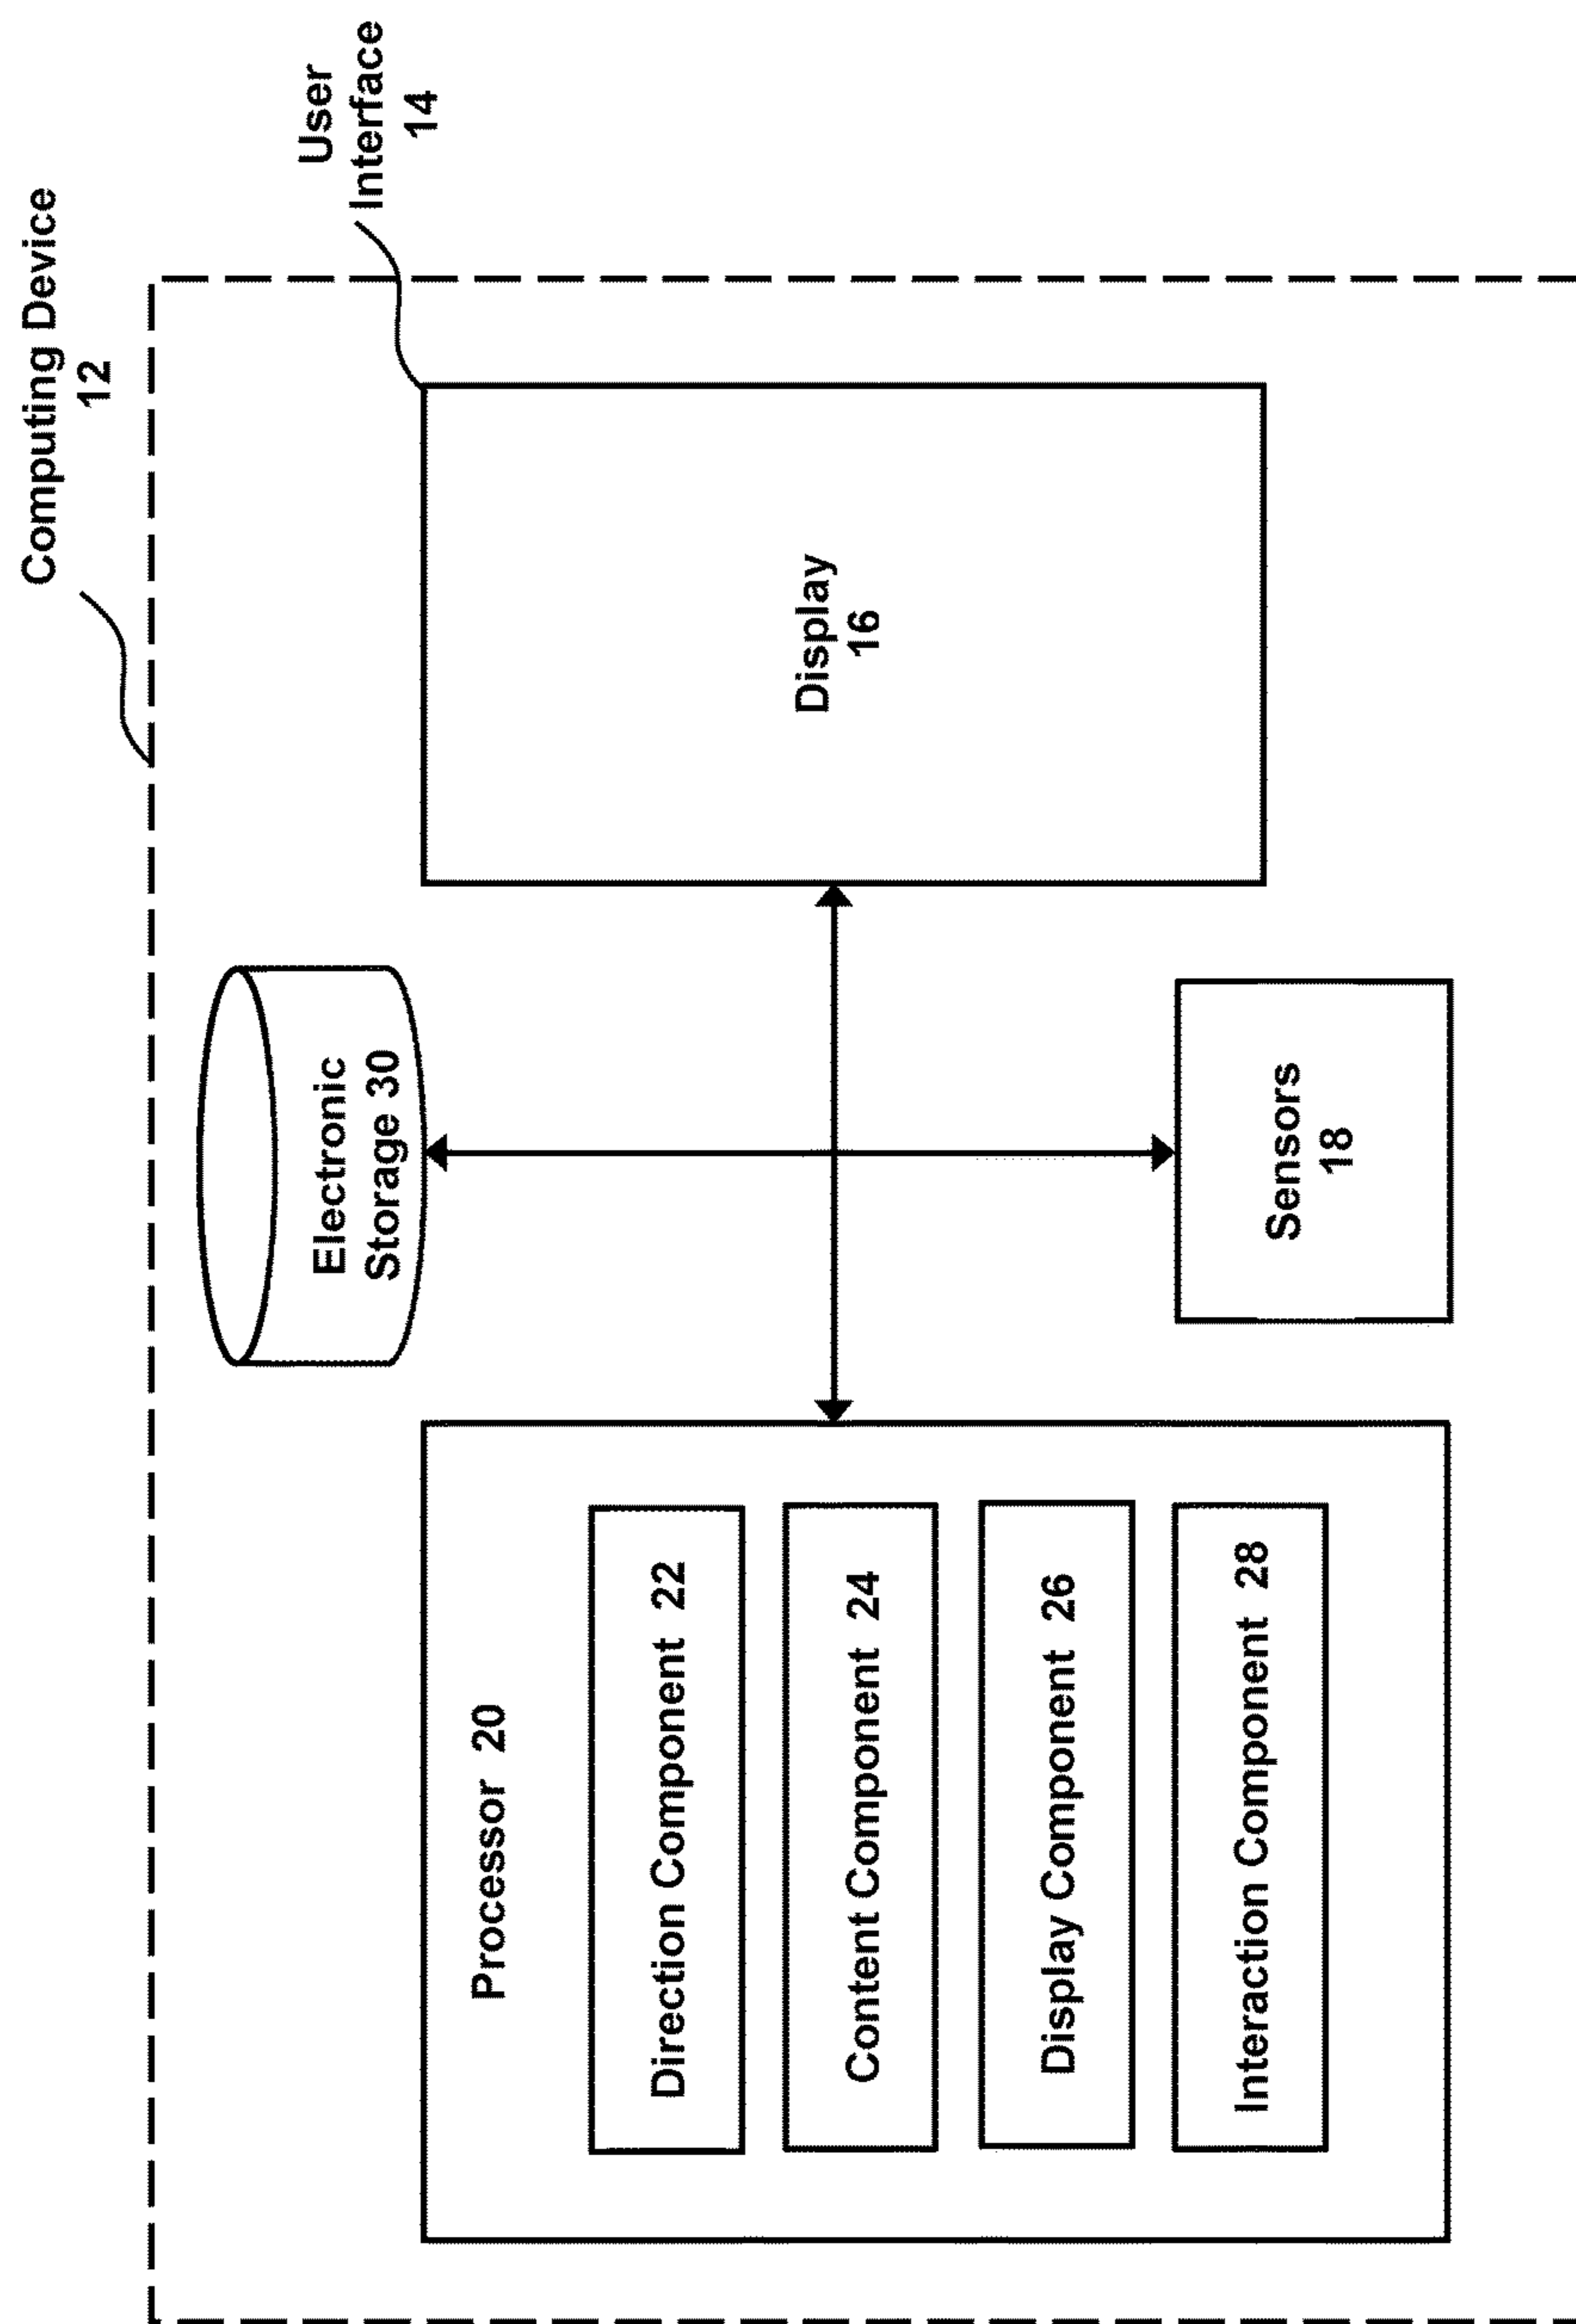 Computing Device
12
User
Interface
14
Electronic
Storage 30
Processor 20
Direction Component 22
Content Component 24
Display Component 26
Interaction Component 28
Display
16
Sensors
18